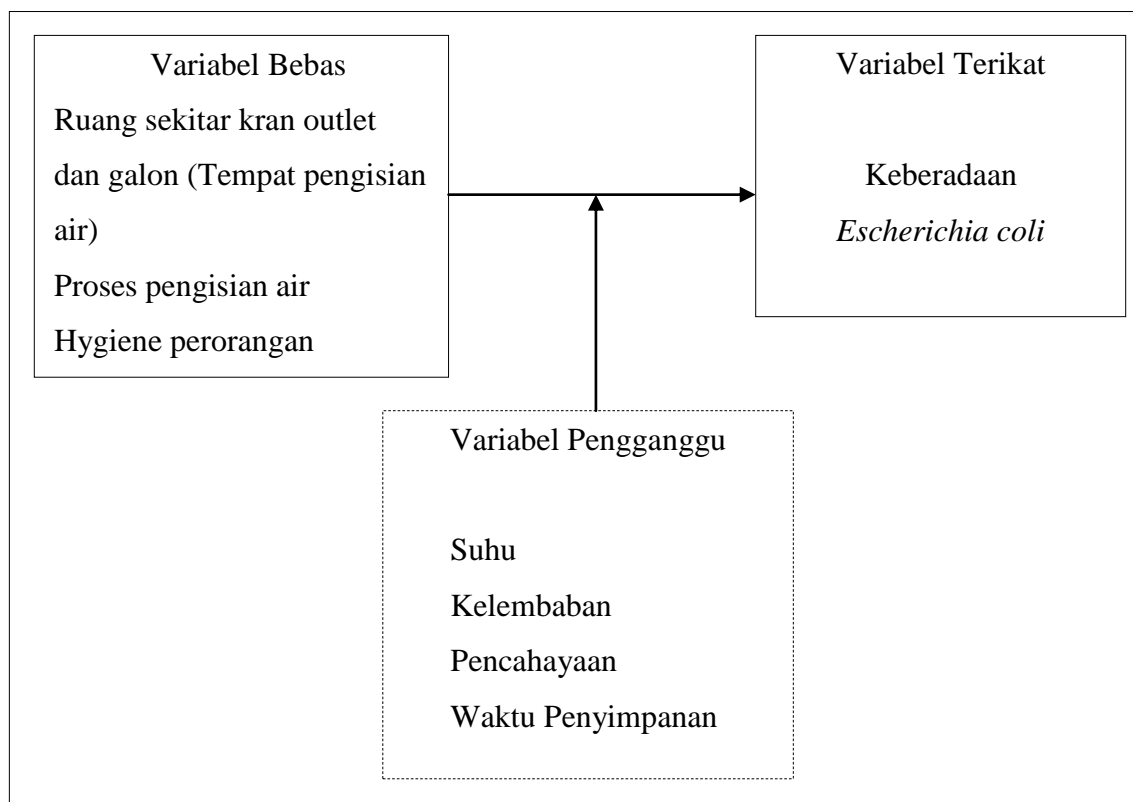 Variabel Bebas
Ruang sekitar kran outlet
dan galon (Tempat pengisian
air)
Proses pengisian air
Hygiene perorangan
Variabel Terikat
Keberadaan
Escherichia coli
Variabel Pengganggu
Suhu
Kelembaban
Pencahayaan
Waktu Penyimpanan